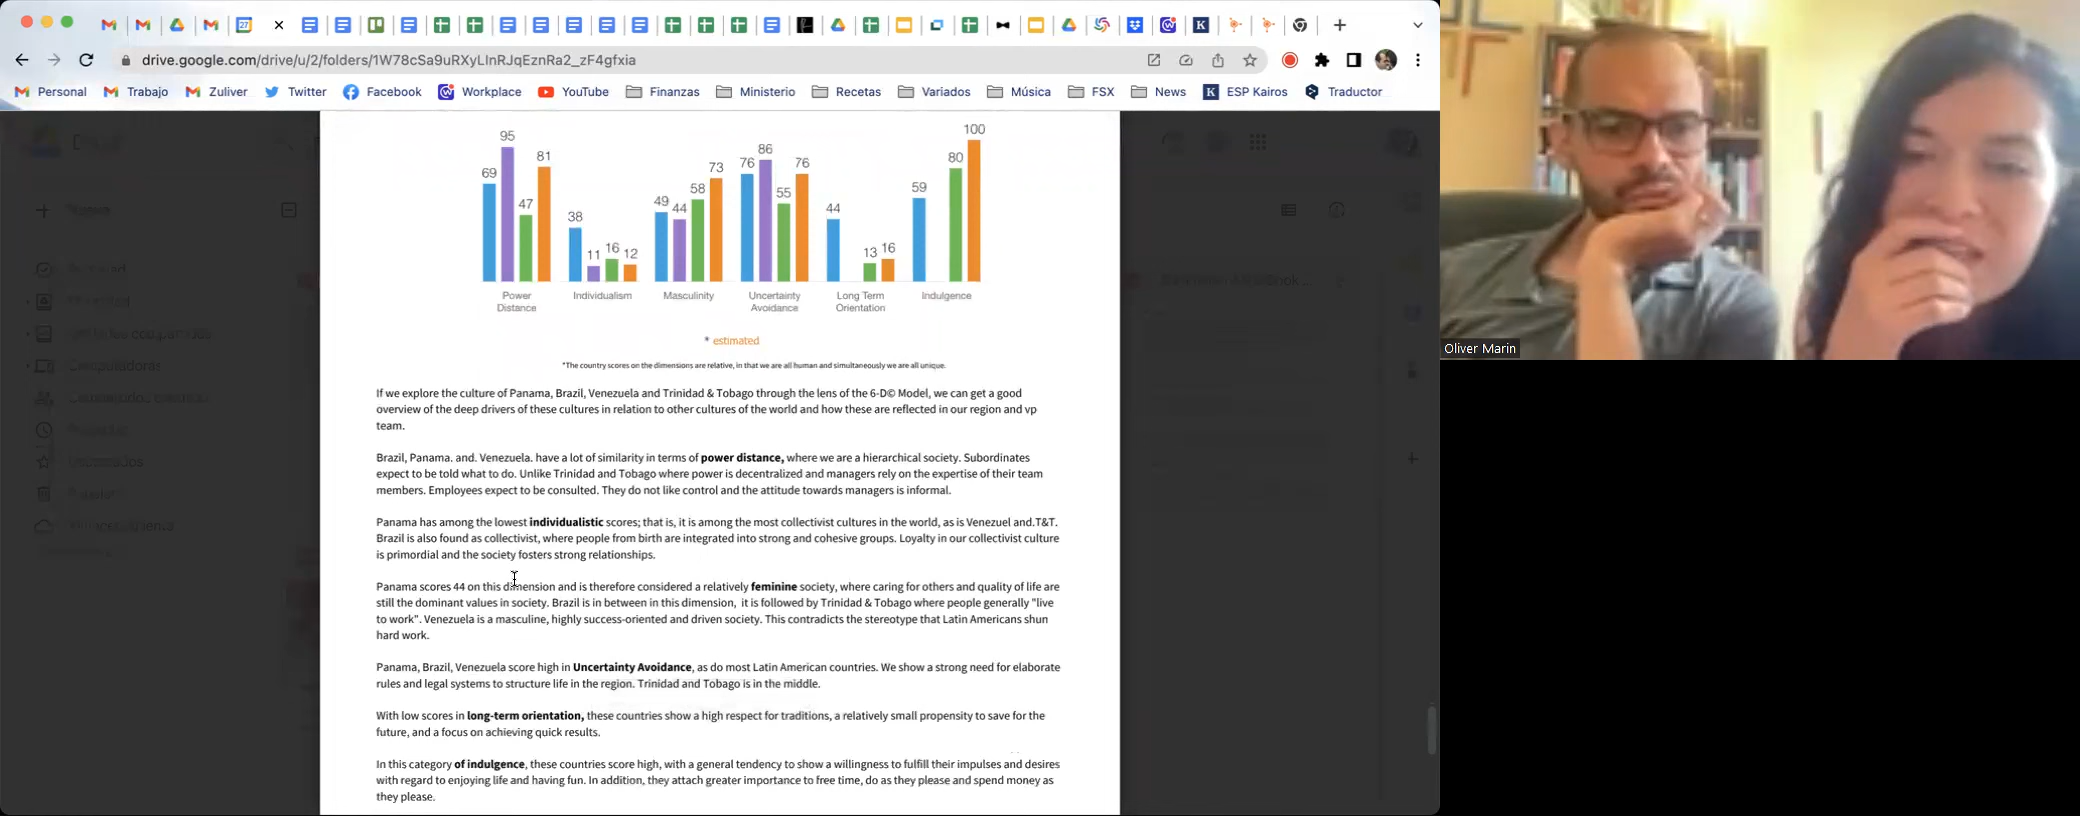 drive.google.com/drive/u/2/folders/1W78cSa9uRXyLInRJqEznRa2_zF4gfxia
Personal Trabajo Zuliver Twitter Facebook Workplace YouTube Finanzas Ministerio Recetas Variados Música FSX News ESP Kairos Traductor
95 81 69 47
38 11 16 12
49 44 58 73
76 86 55 76
44 13 16
59 80 100
Power Distance
Individualism
Masculinity
Uncertainty Avoidance
Long Term Orientation
Indulgence
* estimated
*The country scores on the dimensions are relative, in that we are all human and simultaneously we are all unique.
If we explore the culture of Panama, Brazil, Venezuela and Trinidad & Tobago through the lens of the 6-D© Model, we can get a good
overview of the deep drivers of these cultures in relation to other cultures of the world and how these are reflected in our region and vp
team.
Brazil, Panama. and. Venezuela. have a lot of similarity in terms of power distance, where we are a hierarchical society. Subordinates
expect to be told what to do. Unlike Trinidad and Tobago where power is decentralized and managers rely on the expertise of their team
members. Employees expect to be consulted. They do not like control and the attitude towards managers is informal.
Panama has among the lowest individualistic scores; that is, it is among the most collectivist cultures in the world, as is Venezuel and.T&T.
Brazil is also found as collectivist, where people from birth are integrated into strong and cohesive groups. Loyalty in our collectivist culture
is primordial and the society fosters strong relationships.
Panama scores 44 on this dimension and is therefore considered a relatively feminine society, where caring for others and quality of life are
still the dominant values in society. Brazil is in between in this dimension, it is followed by Trinidad & Tobago where people generally "live
to work". Venezuela is a masculine, highly success-oriented and driven society. This contradicts the stereotype that Latin Americans shun
hard work.
Panama, Brazil, Venezuela score high in Uncertainty Avoidance, as do most Latin American countries. We show a strong need for elaborate
rules and legal systems to structure life in the region. Trinidad and Tobago is in the middle.
With low scores in long-term orientation, these countries show a high respect for traditions, a relatively small propensity to save for the
future, and a focus on achieving quick results.
In this category of indulgence, these countries score high, with a general tendency to show a willingness to fulfill their impulses and desires
with regard to enjoying life and having fun. In addition, they attach greater importance to free time, do as they please and spend money as
they please.
Oliver Marin